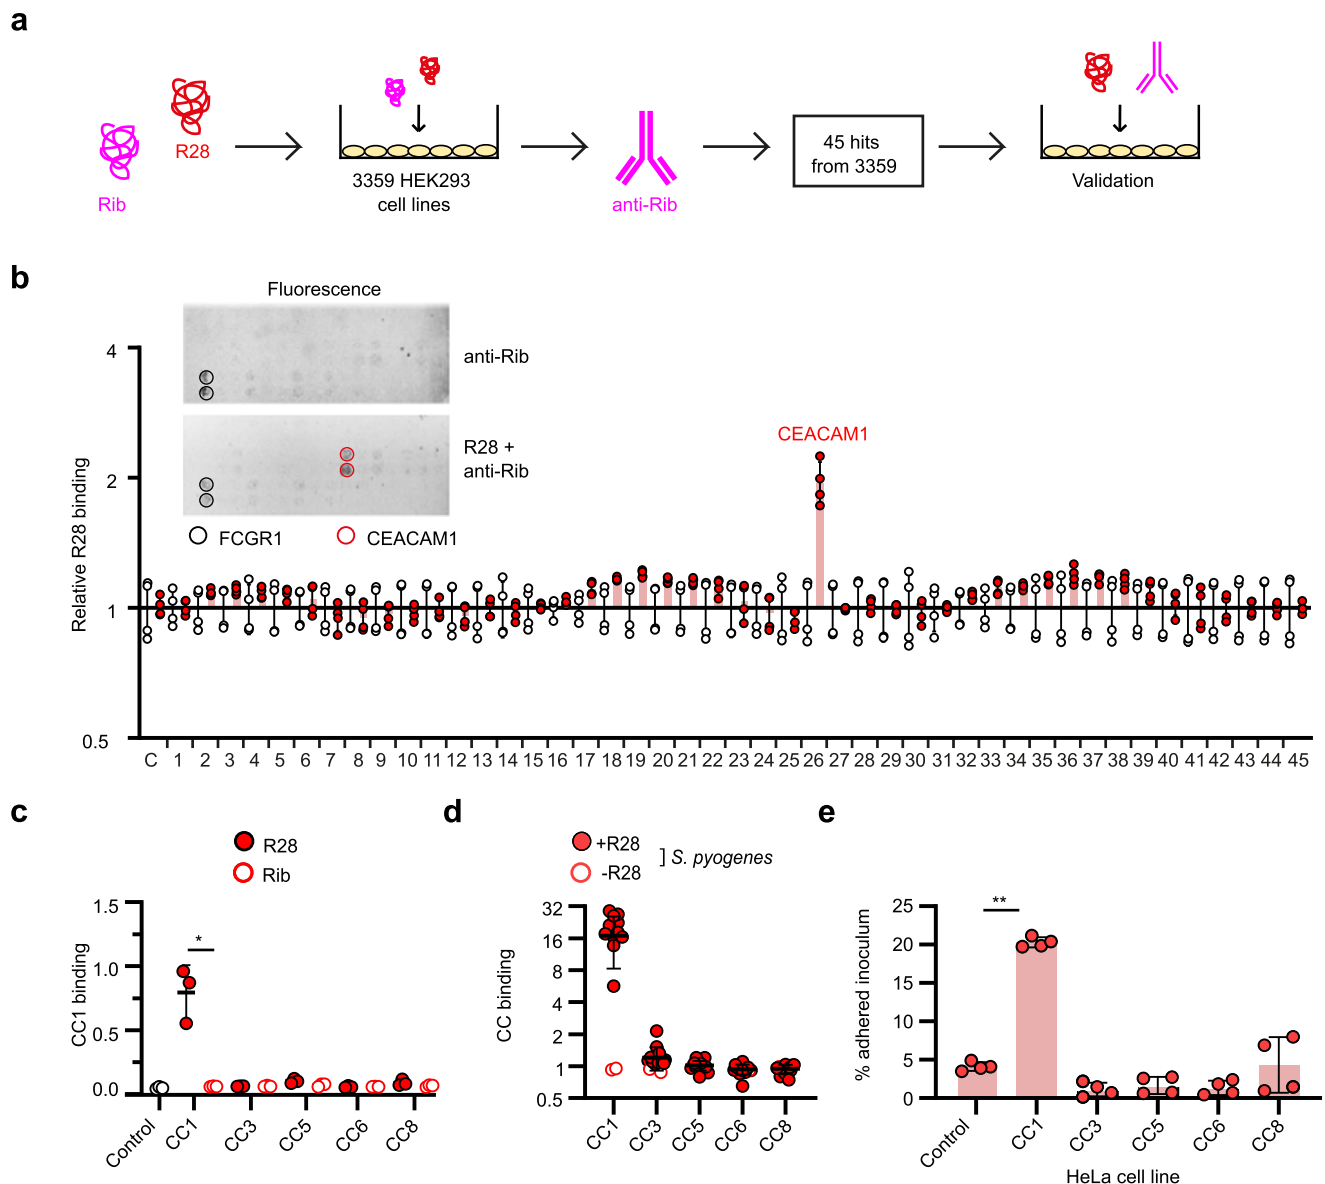 a
Rib
R28
3359 HEK293
cell lines
anti-Rib
45 hits
from 3359
Validation
b
Fluorescence
anti-Rib
R28 +
anti-Rib
FCGR1
CEACAM1
CEACAM1
Relative R28 binding
4
2
1
0.5
C 1 2 3 4 5 6 7 8 9 10 11 12 13 14 15 16 17 18 19 20 21 22 23 24 25 26 27 28 29 30 31 32 33 34 35 36 37 38 39 40 41 42 43 44 45
c
R28
Rib
CC1 binding
1.5
1.0
0.5
0.0
*
Control CC1 CC3 CC5 CC6 CC8
d
+R28
-R28
] S. pyogenes
CC binding
32
16
8
4
2
1
0.5
CC1 CC3 CC5 CC6 CC8
e
% adhered inoculum
25
20
15
10
5
0
**
Control CC1 CC3 CC5 CC6 CC8
HeLa cell line